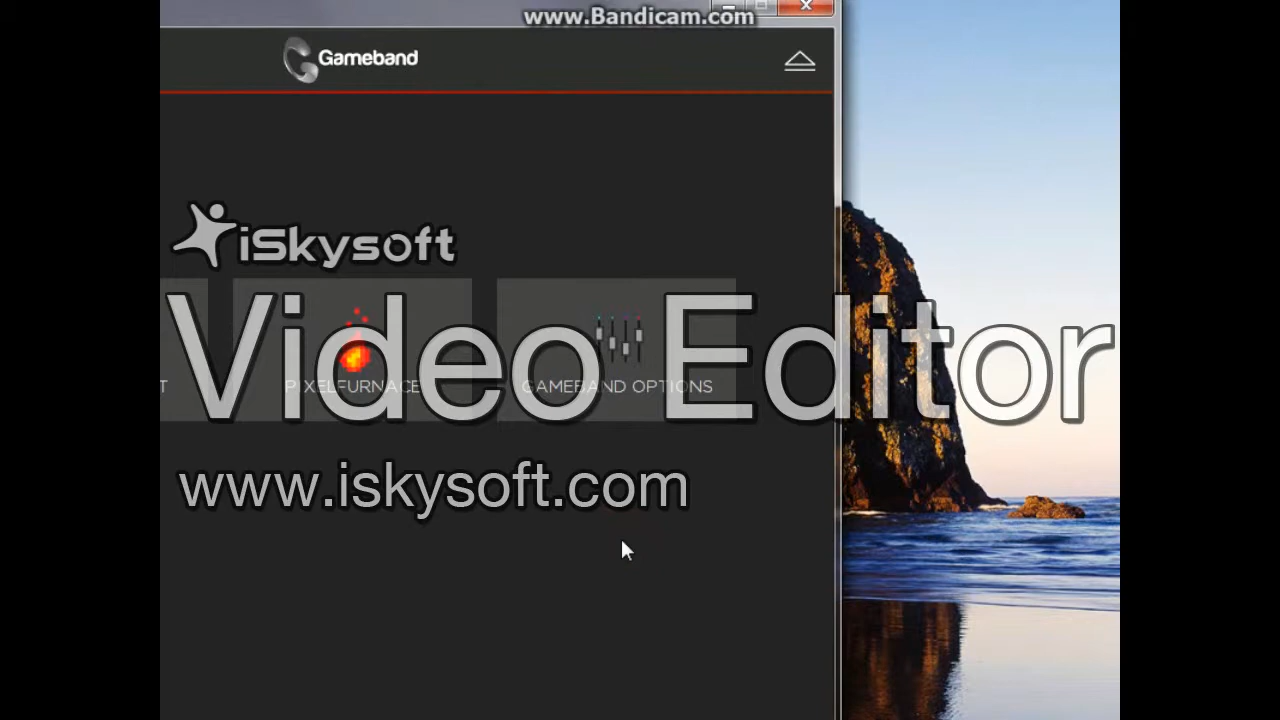 www.Bandicam.com
Gameband
iSkysoft
Video Editor
T PIXELFURNACE GAMEBAND OPTIONS
www.iskysoft.com